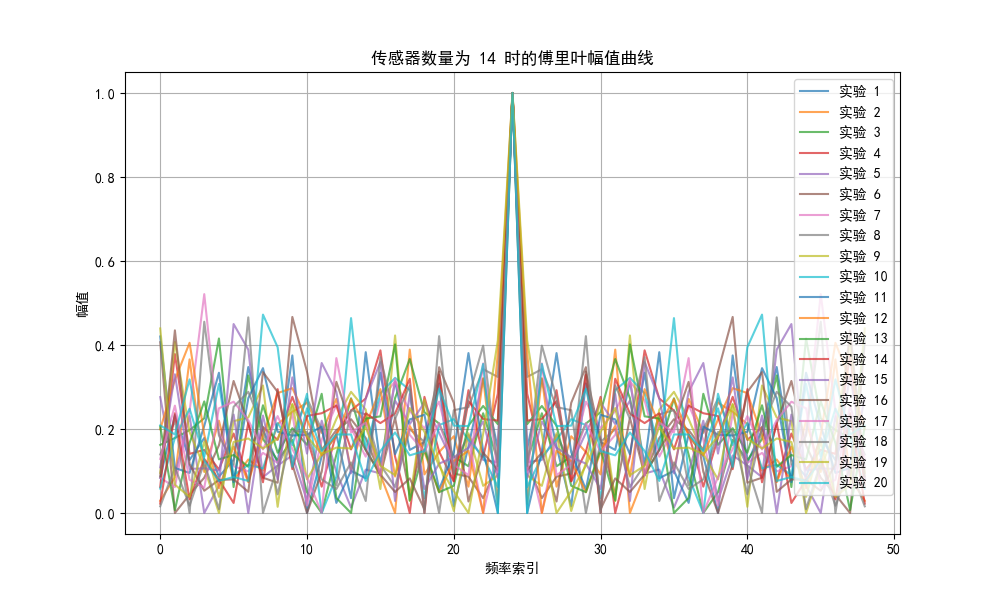 传感器数量为 14 时的傅里叶幅值曲线
幅值
1.0
0.8
0.6
0.4
0.2
0.0
0 10 20 30 40 50
频率索引
实验 1
实验 2
实验 3
实验 4
实验 5
实验 6
实验 7
实验 8
实验 9
实验 10
实验 11
实验 12
实验 13
实验 14
实验 15
实验 16
实验 17
实验 18
实验 19
实验 20